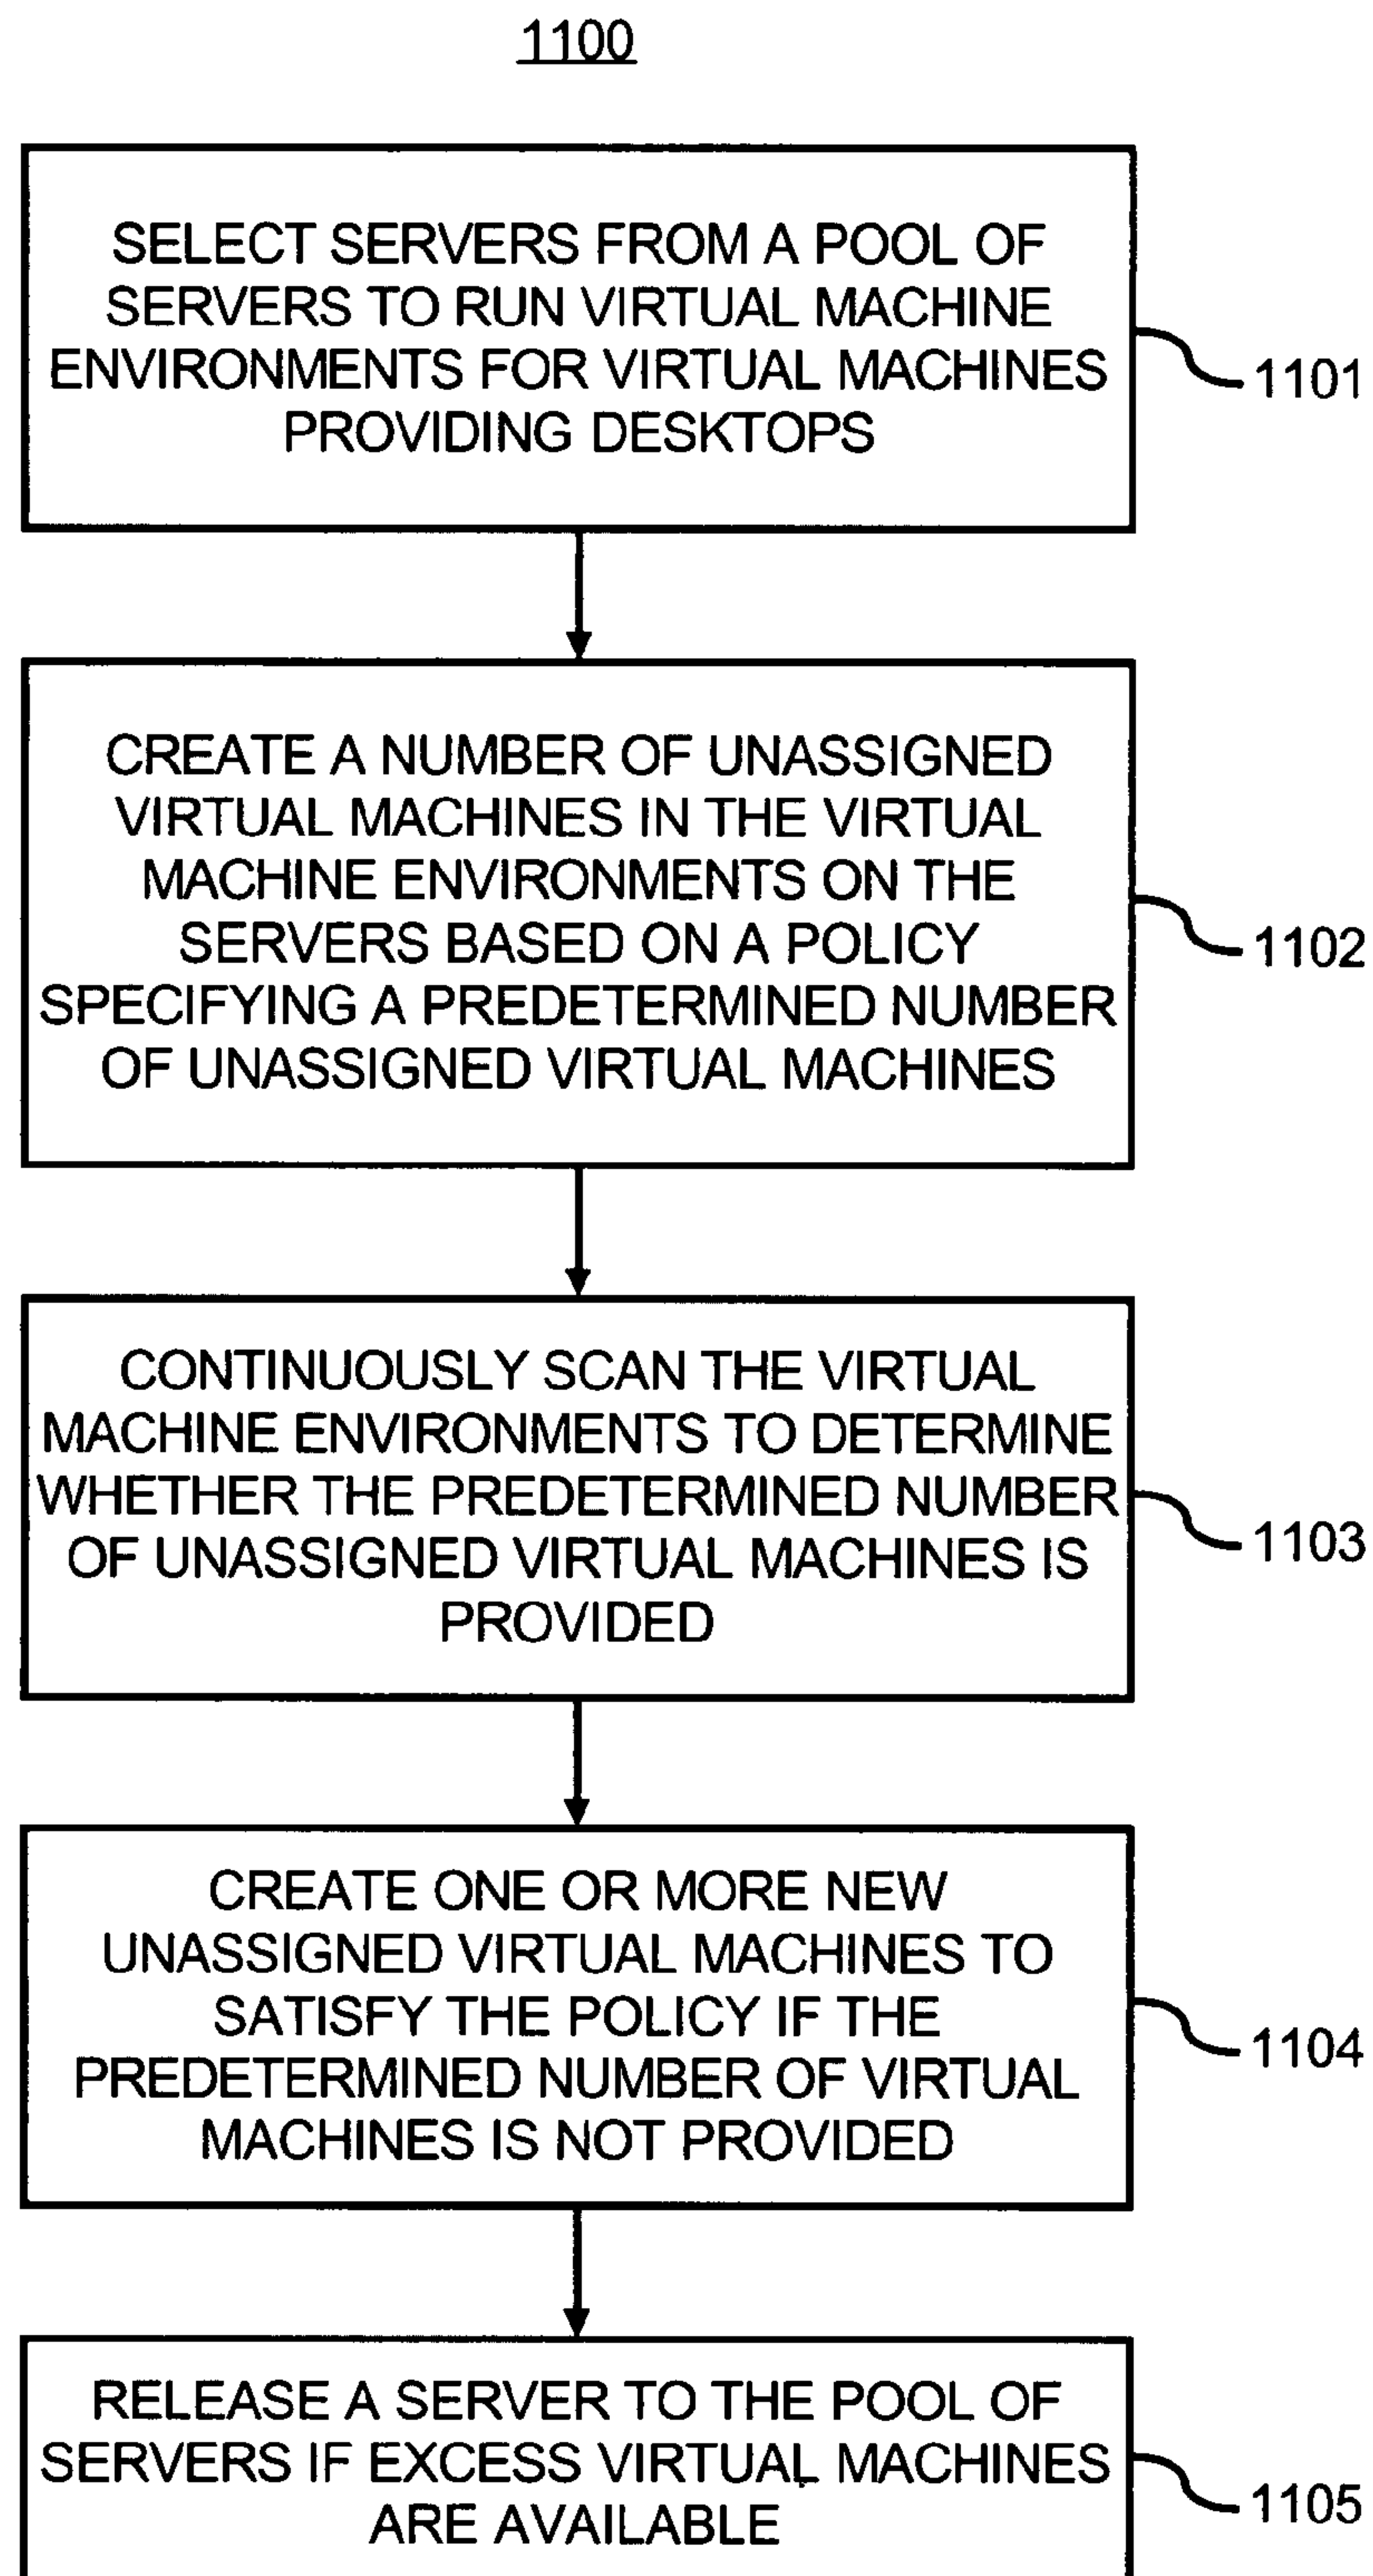 1100
SELECT SERVERS FROM A POOL OF
SERVERS TO RUN VIRTUAL MACHINE
ENVIRONMENTS FOR VIRTUAL MACHINES
PROVIDING DESKTOPS
1101
CREATE A NUMBER OF UNASSIGNED
VIRTUAL MACHINES IN THE VIRTUAL
MACHINE ENVIRONMENTS ON THE
SERVERS BASED ON A POLICY
SPECIFYING A PREDETERMINED NUMBER
OF UNASSIGNED VIRTUAL MACHINES
1102
CONTINUOUSLY SCAN THE VIRTUAL
MACHINE ENVIRONMENTS TO DETERMINE
WHETHER THE PREDETERMINED NUMBER
OF UNASSIGNED VIRTUAL MACHINES IS
PROVIDED
1103
CREATE ONE OR MORE NEW
UNASSIGNED VIRTUAL MACHINES TO
SATISFY THE POLICY IF THE
PREDETERMINED NUMBER OF VIRTUAL
MACHINES IS NOT PROVIDED
1104
RELEASE A SERVER TO THE POOL OF
SERVERS IF EXCESS VIRTUAL MACHINES
ARE AVAILABLE
1105